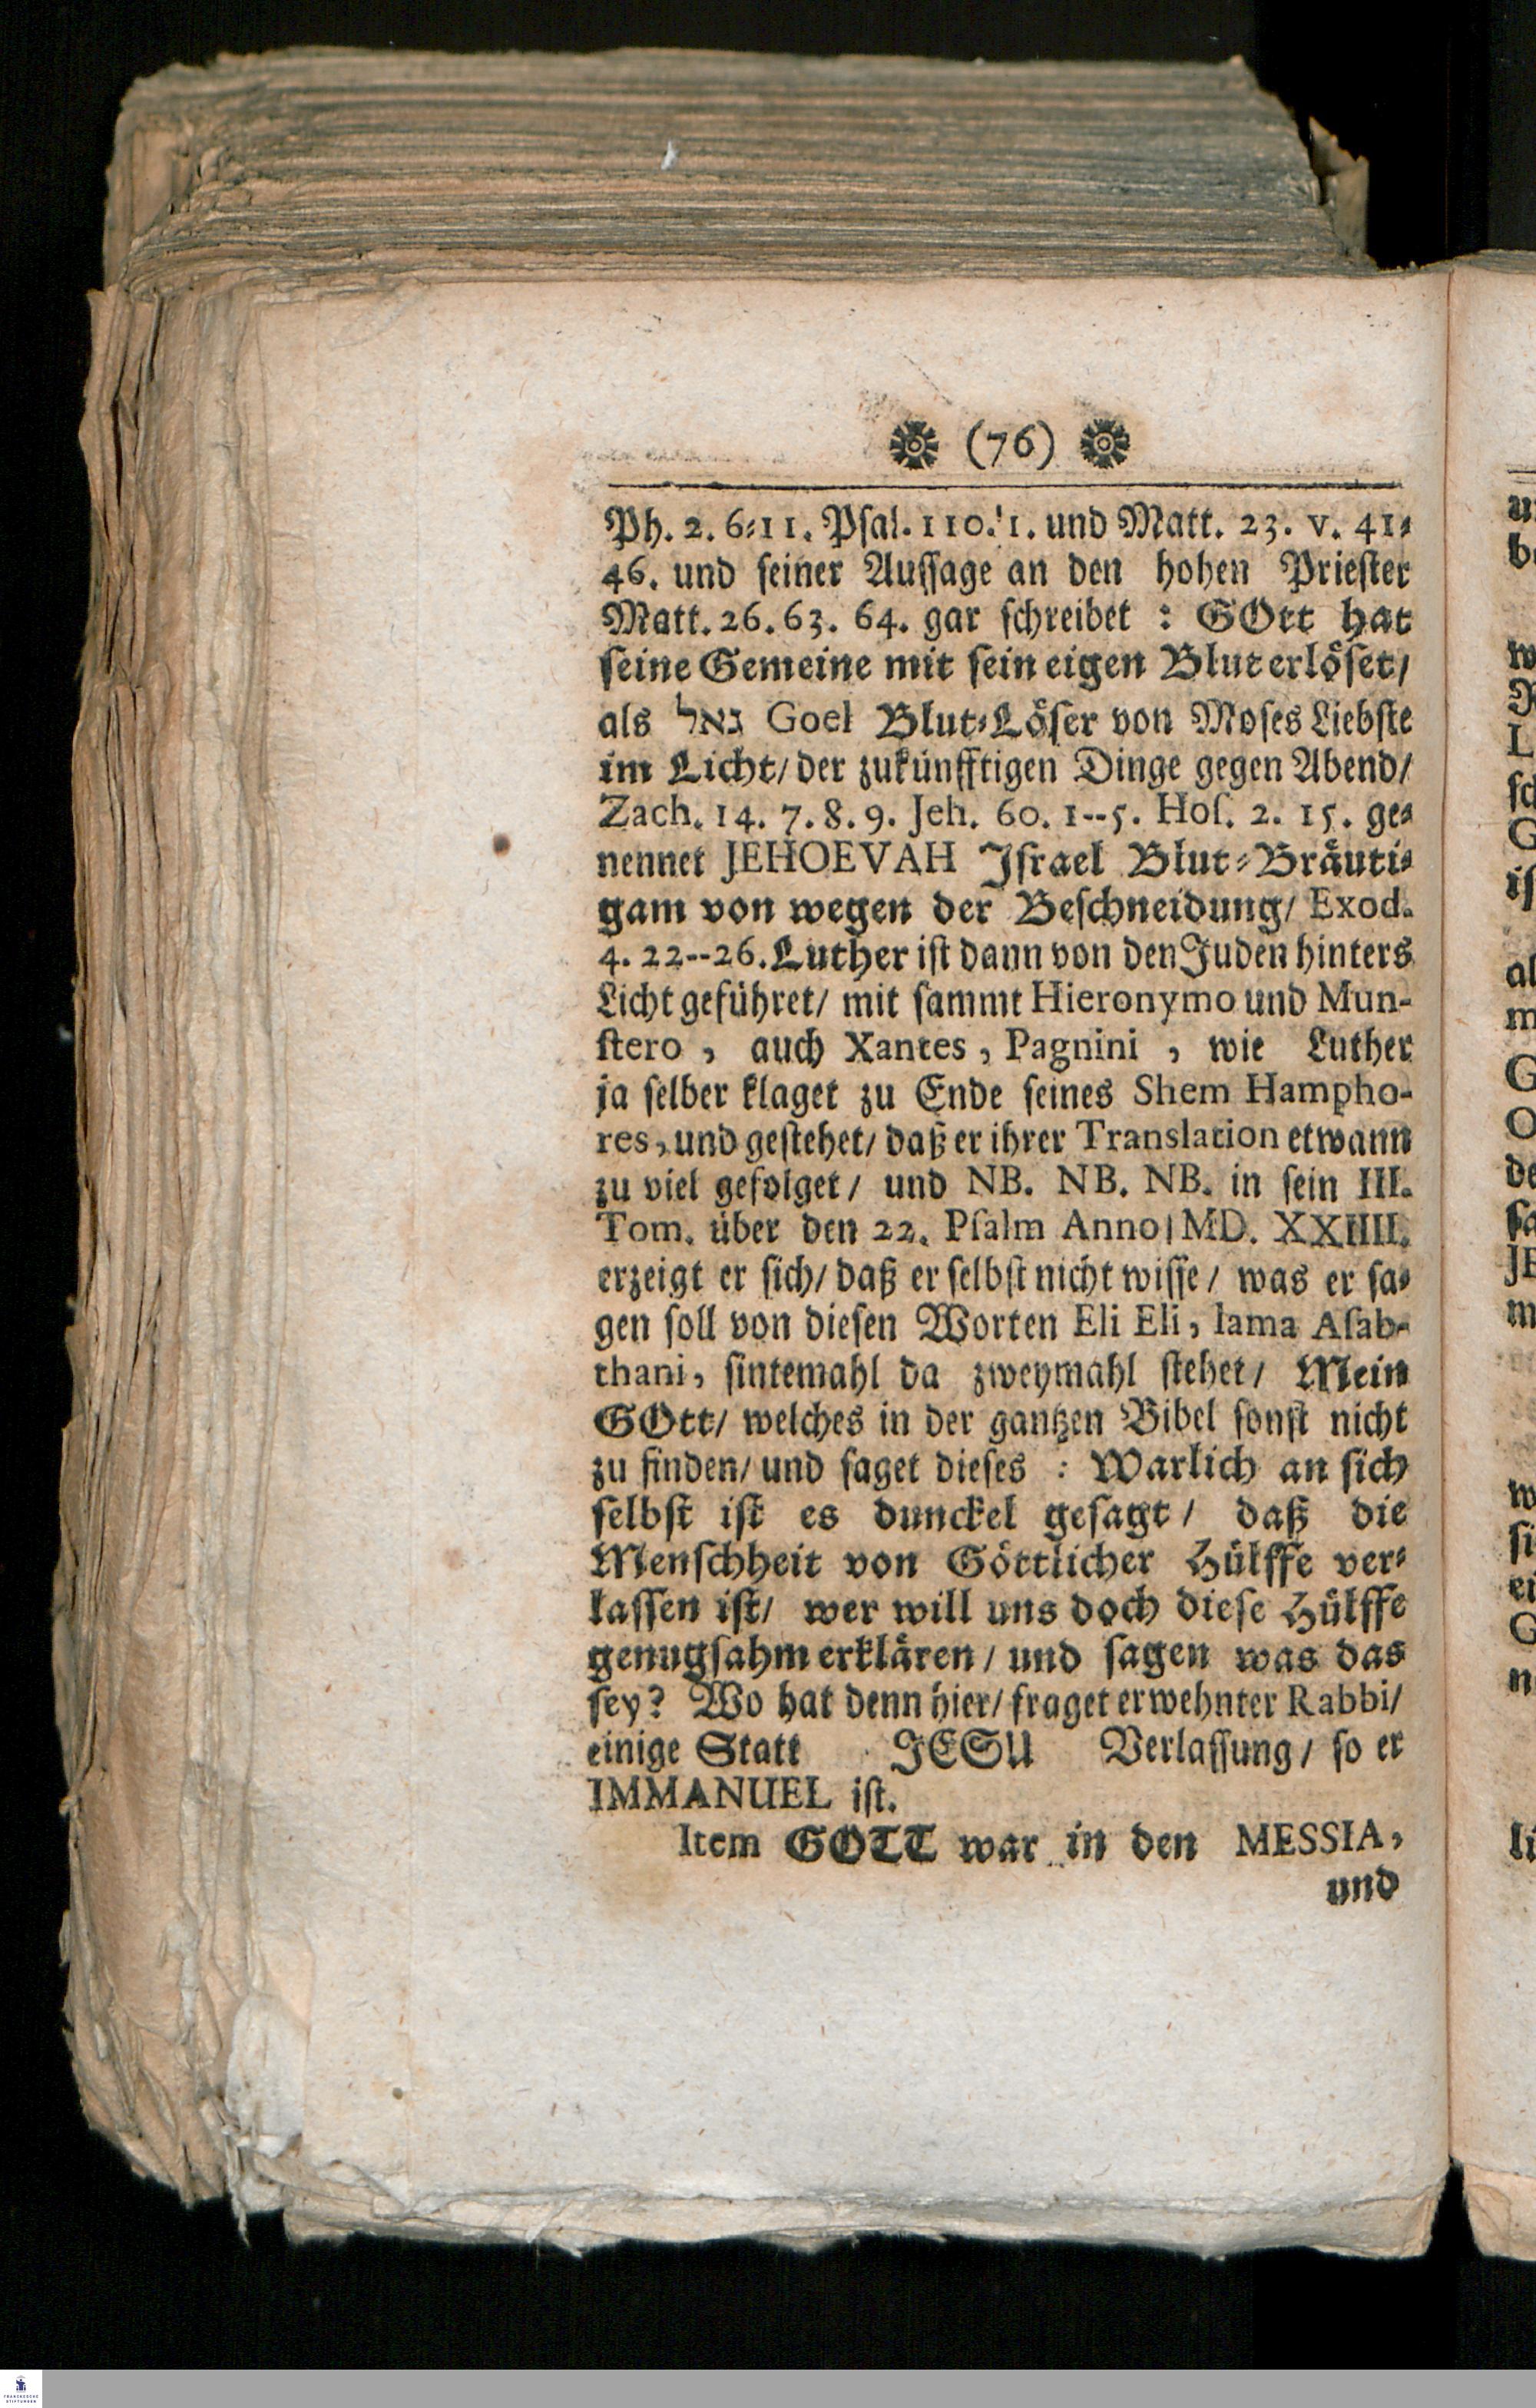 (76)
Ph. 2. 6-11. Psal. 110. 1. und Matt. 23. v. 41-
46. und seiner Aussage an den hohen Priester
Matt. 26. 63. 64. gar schreibet : GOtt hat
seine Gemeine mit sein eigen Blut erlöset/
als גאל Goel Blut-Löser von Moses Liebste
im Licht/ der zukünfftigen Dinge gegen Abend/
Zach. 14. 7. 8. 9. Jeh. 60. 1--5. Hos. 2. 15. ge-
nennet JEHOEVAH Israel Blut-Bräuti-
gam von wegen der Beschneidung/ Exod.
4. 22--26. Luther ist dann von den Juden hinters
Licht geführet/ mit sammt Hieronymo und Mun-
stero , auch Xantes, Pagnini , wie Luther
ja selber klaget zu Ende seines Shem Hampho-
res, und gestehet/ daß er ihrer Translation etwann
zu viel gefolget/ und NB. NB. NB. in sein III.
Tom. über den 22. Psalm Anno MD. XXIIII.
erzeigt er sich/ daß er selbst nicht wisse/ was er sa-
gen soll von diesen Worten Eli Eli, lama Asab-
thani, sintemahl da zweymahl stehet/ Mein
GOtt/ welches in der gantzen Bibel sonst nicht
zu finden/ und saget dieses : Warlich an sich
selbst ist es dunckel gesagt/ daß die
Menschheit von Göttlicher Hülffe ver-
lassen ist/ wer will uns doch diese Hülffe
genugsahm erklären/ und sagen was das
sey? Wo hat denn hier/ fraget erwehnter Rabbi/
einige Statt JESU Verlassung/ so er
IMMANUEL ist.
Item GOTT war in den MESSIA,
und